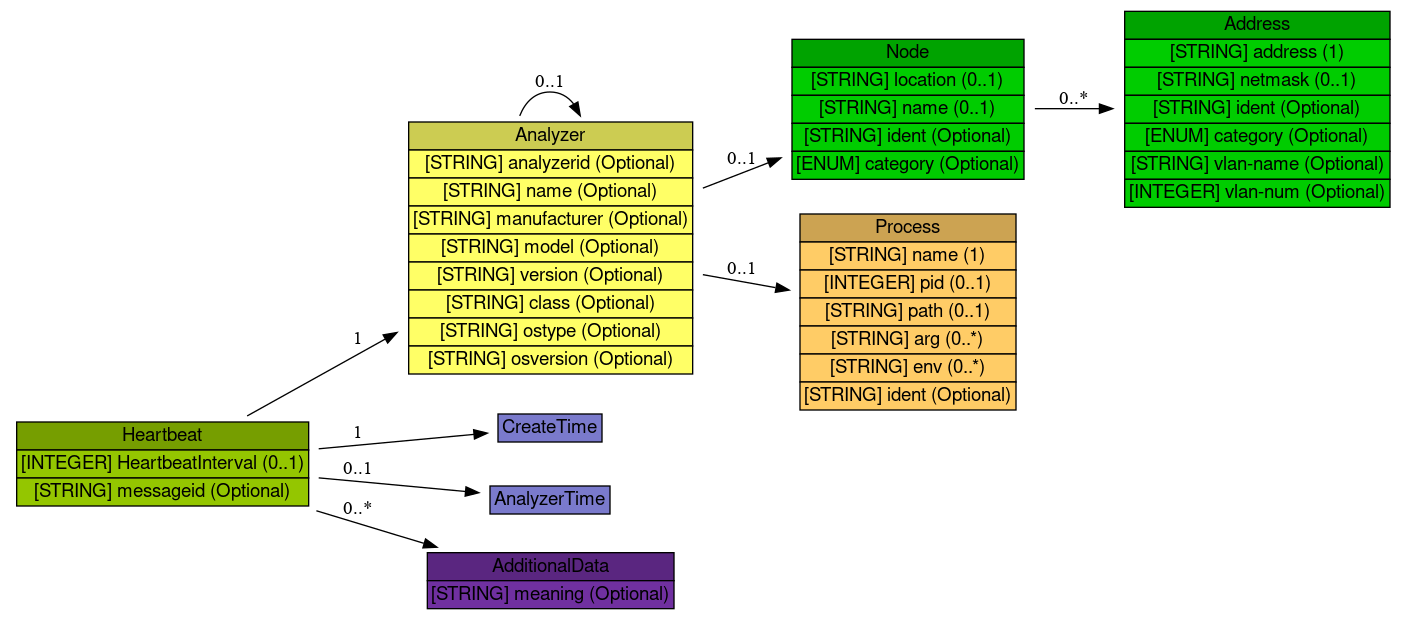 Address
[STRING] address (1)
[STRING] netmask (0..1)
[STRING] ident (Optional)
[ENUM] category (Optional)
[STRING] vlan-name (Optional)
[INTEGER] vlan-num (Optional)
0..*
Node
[STRING] location (0..1)
[STRING] name (0..1)
[STRING] ident (Optional)
[ENUM] category (Optional)
0..1
0..1
Analyzer
[STRING] analyzerid (Optional)
[STRING] name (Optional)
[STRING] manufacturer (Optional)
[STRING] model (Optional)
[STRING] version (Optional)
[STRING] class (Optional)
[STRING] ostype (Optional)
[STRING] osversion (Optional)
0..1
Process
[STRING] name (1)
[INTEGER] pid (0..1)
[STRING] path (0..1)
[STRING] arg (0..*)
[STRING] env (0..*)
[STRING] ident (Optional)
1
Heartbeat
[INTEGER] HeartbeatInterval (0..1)
[STRING] messageid (Optional)
1
CreateTime
0..1
AnalyzerTime
0..*
AdditionalData
[STRING] meaning (Optional)